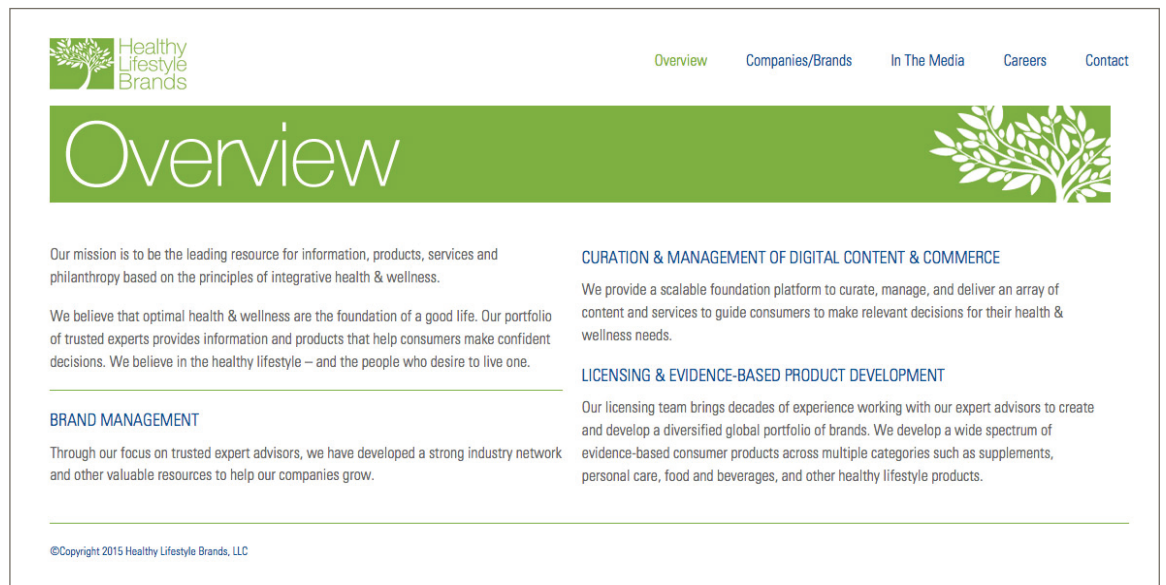 Healthy
Lifestyle
Brands
Overview
Companies/Brands
In The Media
Careers
Contact
Overview
Our mission is to be the leading resource for information, products, services and
philanthropy based on the principles of integrative health & wellness.
We believe that optimal health & wellness are the foundation of a good life. Our portfolio
of trusted experts provides information and products that help consumers make confident
decisions. We believe in the healthy lifestyle – and the people who desire to live one.
BRAND MANAGEMENT
Through our focus on trusted expert advisors, we have developed a strong industry network
and other valuable resources to help our companies grow.
CURATION & MANAGEMENT OF DIGITAL CONTENT & COMMERCE
We provide a scalable foundation platform to curate, manage, and deliver an array of
content and services to guide consumers to make relevant decisions for their health &
wellness needs.
LICENSING & EVIDENCE-BASED PRODUCT DEVELOPMENT
Our licensing team brings decades of experience working with our expert advisors to create
and develop a diversified global portfolio of brands. We develop a wide spectrum of
evidence-based consumer products across multiple categories such as supplements,
personal care, food and beverages, and other healthy lifestyle products.
©Copyright 2015 Healthy Lifestyle Brands, LLC